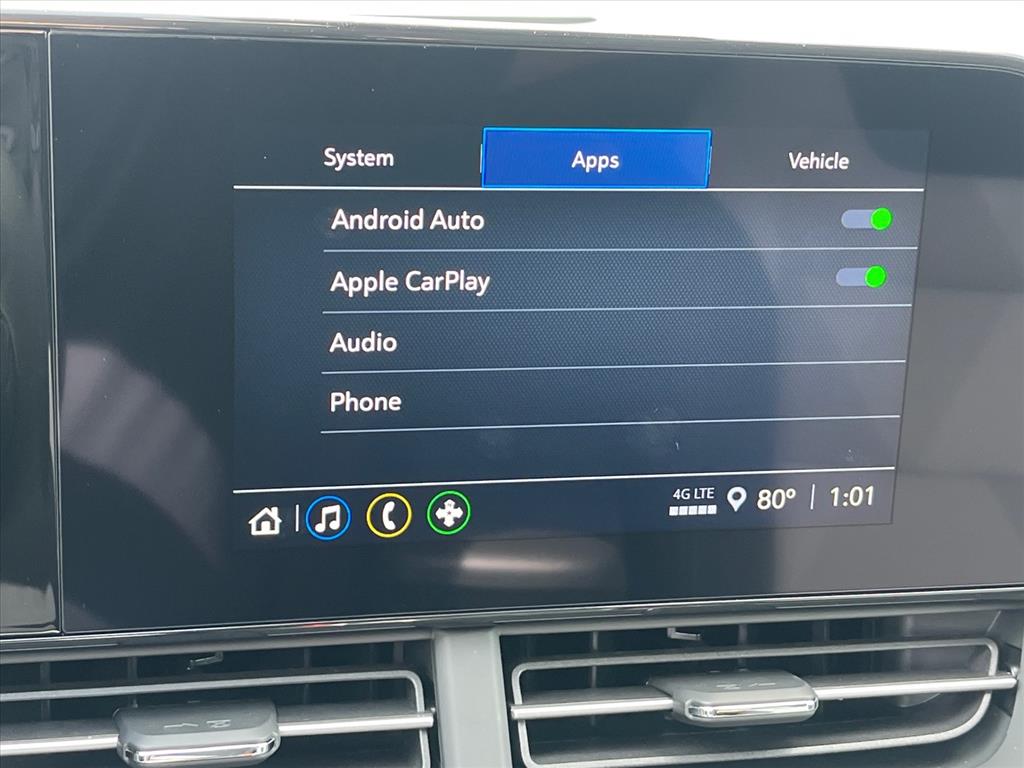 System Apps Vehicle
Android Auto
Apple CarPlay
Audio
Phone
4G LTE 80° | 1:01